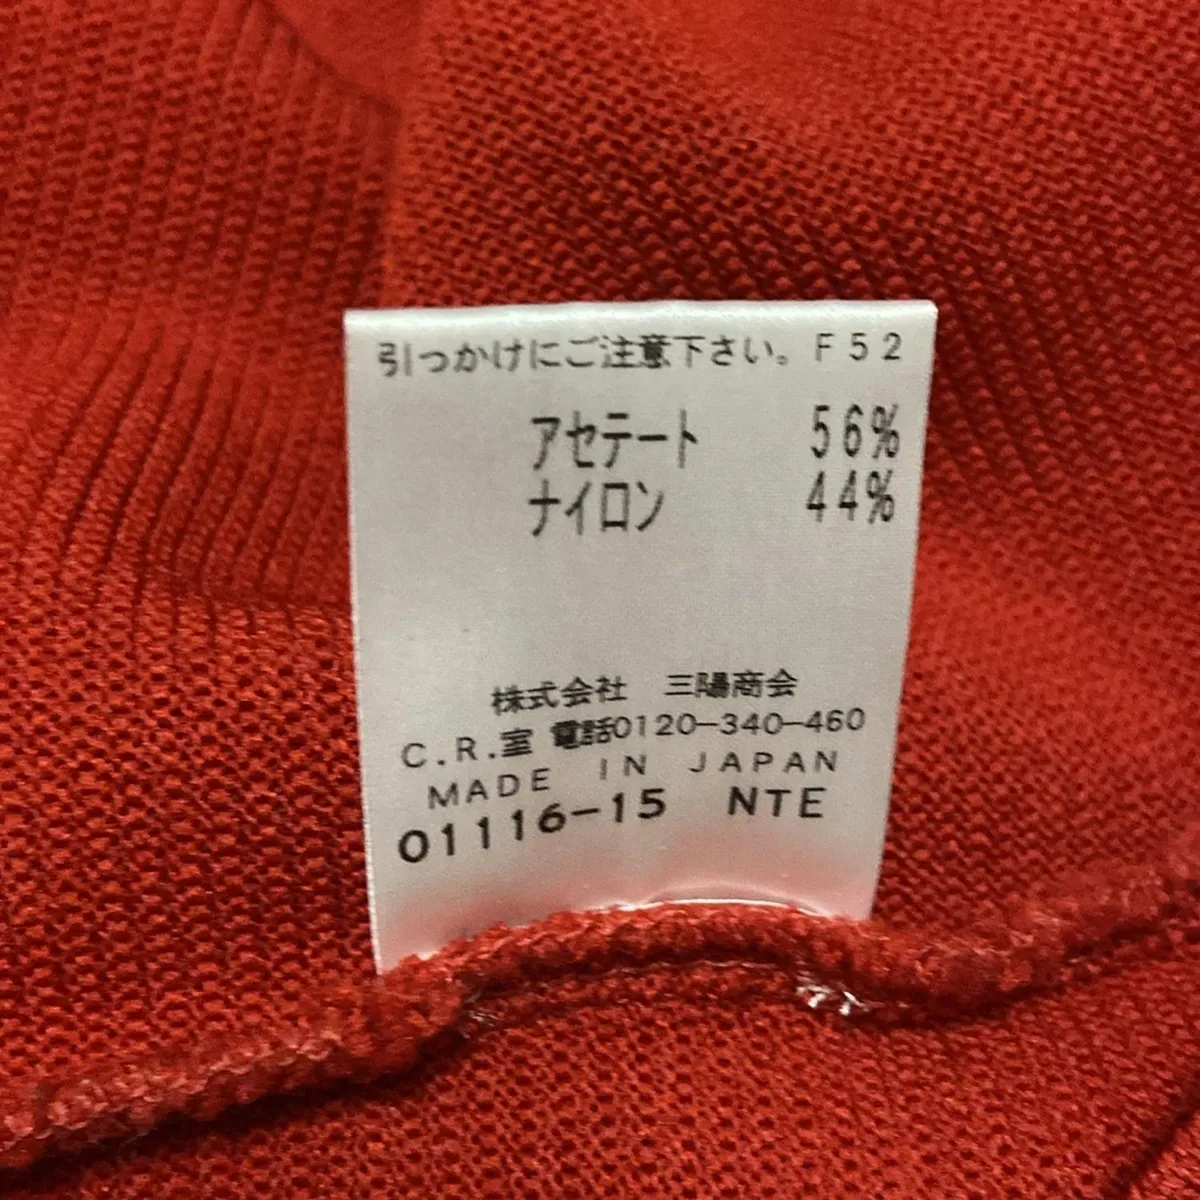 引っかけにご注意下さい。F52
アセテート 56%
ナイロン 44%
株式会社 三陽商会
C.R.室 電話0120-340-460
MADE IN JAPAN
01116-15 NTE